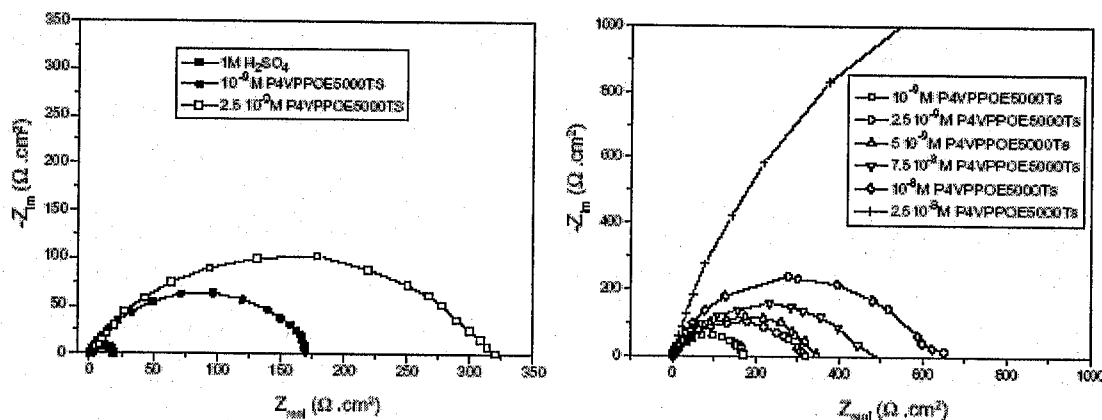 350
300
250
200
150
100
50
0
-Z_im (Ω .cm²)
1M H₂SO₄
10⁻⁹M P4VPPOE5000TS
2.5 10⁻⁹M P4VPPOE5000TS
0 50 100 150 200 250 300 350
Z_real (Ω .cm²)
1000
800
600
400
200
0
-Z_im (Ω .cm²)
10⁻⁹M P4VPPOE5000Ts
2.5 10⁻⁹M P4VPPOE5000Ts
5 10⁻⁹M P4VPPOE5000Ts
7.5 10⁻⁹M P4VPPOE5000Ts
10⁻⁸M P4VPPOE5000Ts
2.5 10⁻⁸M P4VPPOE5000Ts
0 200 400 600 800 1000
Z_real (Ω .cm²)